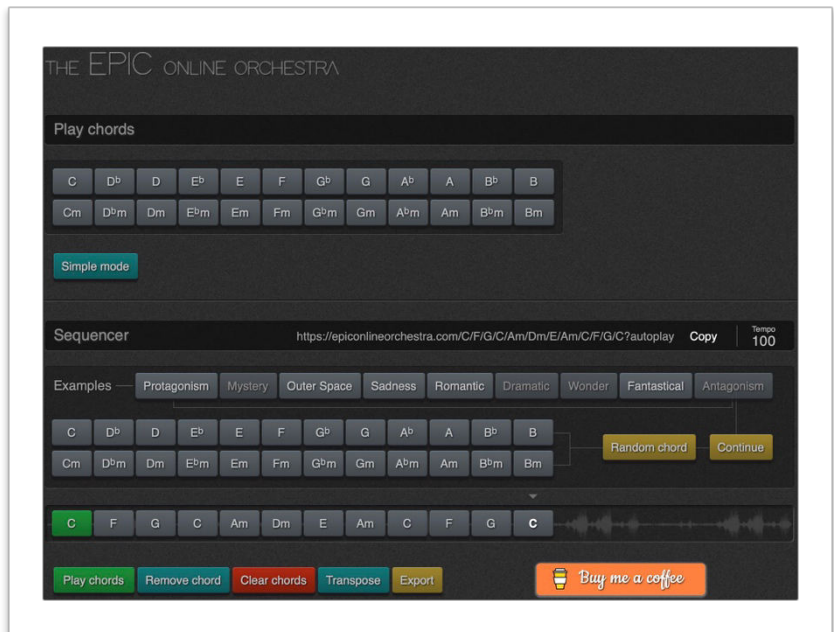 THE EPIC ONLINE ORCHESTRA
Play chords
C D♭ D E♭ E F G♭ G A♭ A B♭ B
Cm D♭m Dm E♭m Em Fm G♭m Gm A♭m Am B♭m Bm
Simple mode
Sequencer https://epiconlineorchestra.com/C/F/G/C/Am/Dm/E/Am/C/F/G/C?autoplay Copy Tempo
100
Examples Protagonism Mystery Outer Space Sadness Romantic Dramatic Wonder Fantastical Antagonism
C D♭ D E♭ E F G♭ G A♭ A B♭ B
Random chord Continue
Cm D♭m Dm E♭m Em Fm G♭m Gm A♭m Am B♭m Bm
C F G C Am Dm E Am C F G C
Play chords Remove chord Clear chords Transpose Export Buy me a coffee